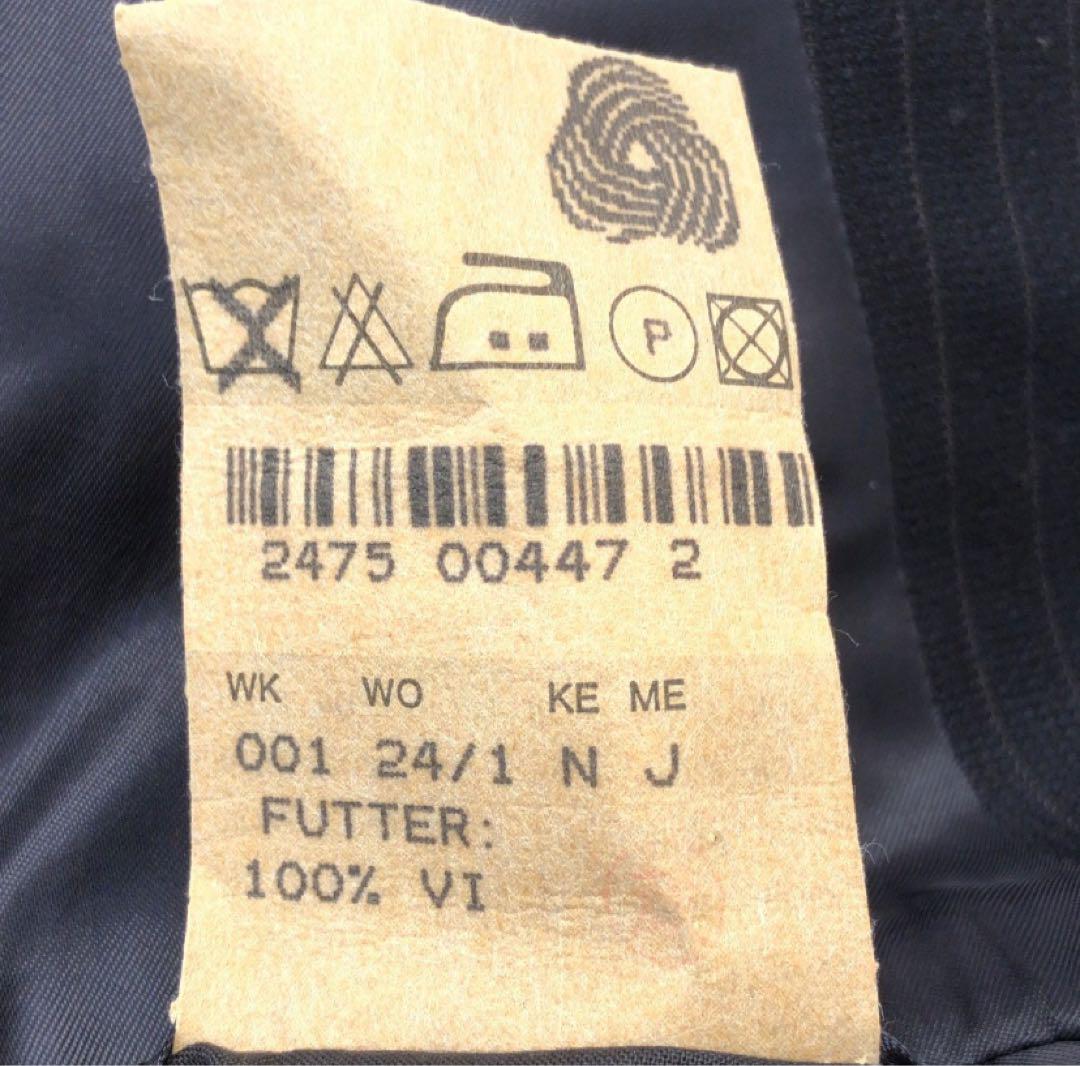 P
2475 00447 2
WK WO KE ME
001 24/1 N J
FUTTER:
100% VI